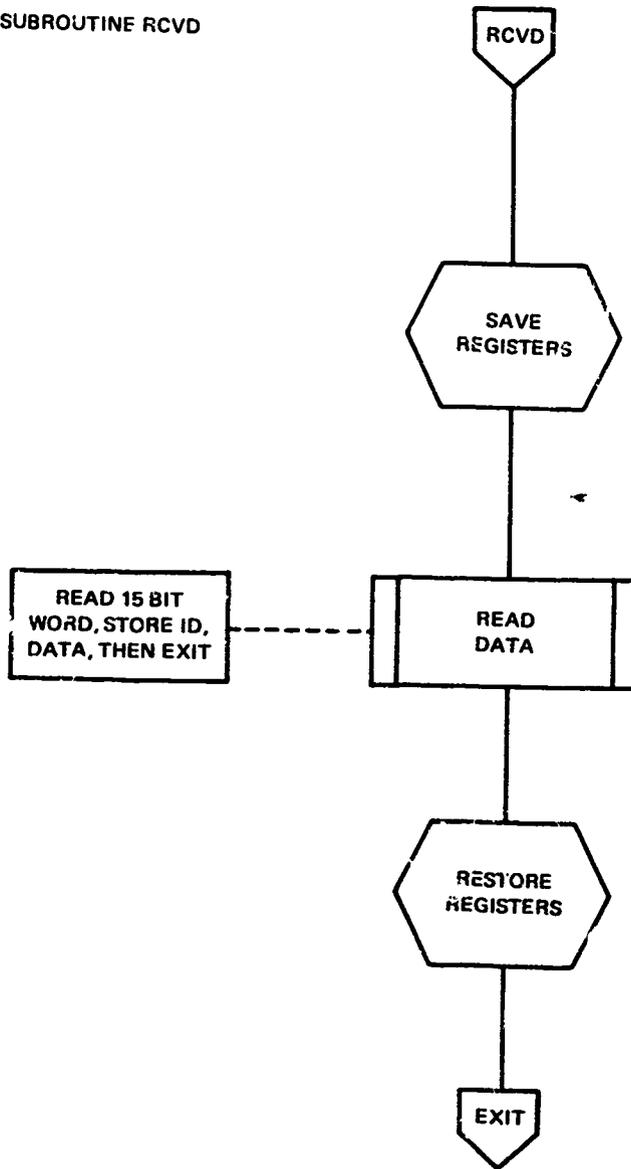 SUBROUTINE RCVD
RCVD
SAVE
REGISTERS
READ 15 BIT
WORD, STORE ID,
DATA, THEN EXIT
READ
DATA
RESTORE
REGISTERS
EXIT